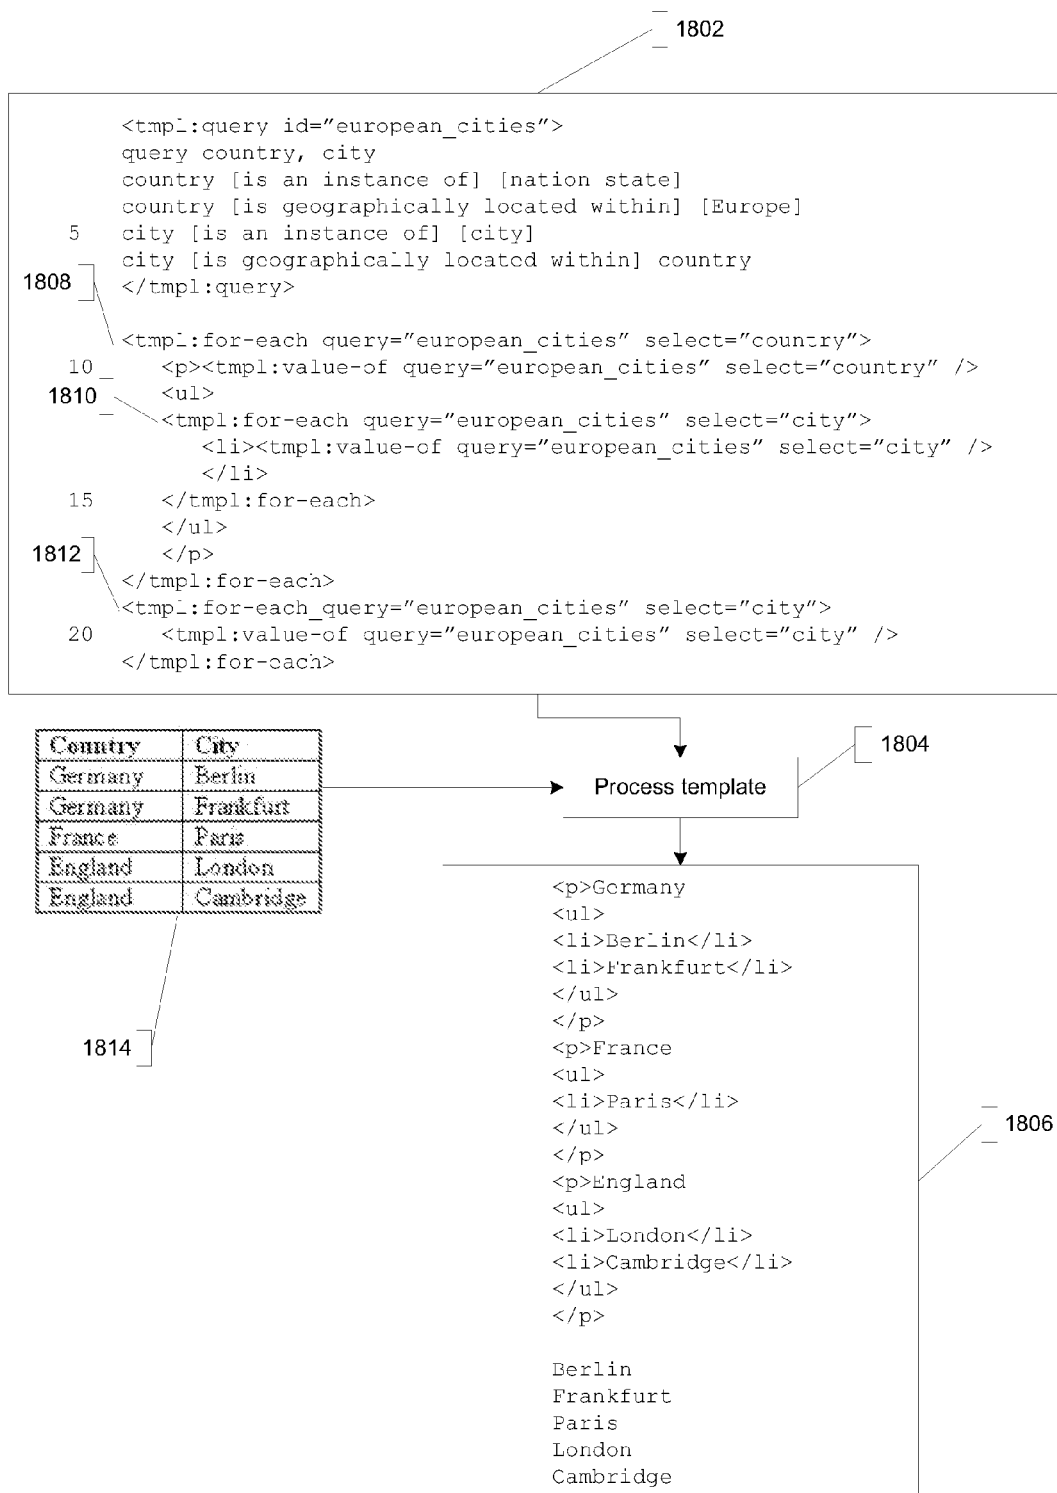 1802
<tmpl:query id="european_cities">
query country, city
country [is an instance of] [nation state]
country [is geographically located within] [Europe]
5 city [is an instance of] [city]
city [is geographically located within] country
1808
</tmpl:query>
<tmpl:for-each query="european_cities" select="country">
10 <p><tmpl:value-of query="european_cities" select="country" />
1810
<ul>
<tmpl:for-each query="european_cities" select="city">
<li><tmpl:value-of query="european_cities" select="city" />
</li>
15 </tmpl:for-each>
</ul>
1812
</p>
</tmpl:for-each>
<tmpl:for-each_query="european_cities" select="city">
20 <tmpl:value-of query="european_cities" select="city" />
</tmpl:for-each>
Country City
Germany Berlin
Germany Frankfurt
France Paris
England London
England Cambridge
1804
Process template
1814
<p>Germany
<ul>
<li>Berlin</li>
<li>Frankfurt</li>
</ul>
</p>
<p>France
<ul>
<li>Paris</li>
</ul>
</p>
1806
<p>England
<ul>
<li>London</li>
<li>Cambridge</li>
</ul>
</p>
Berlin
Frankfurt
Paris
London
Cambridge